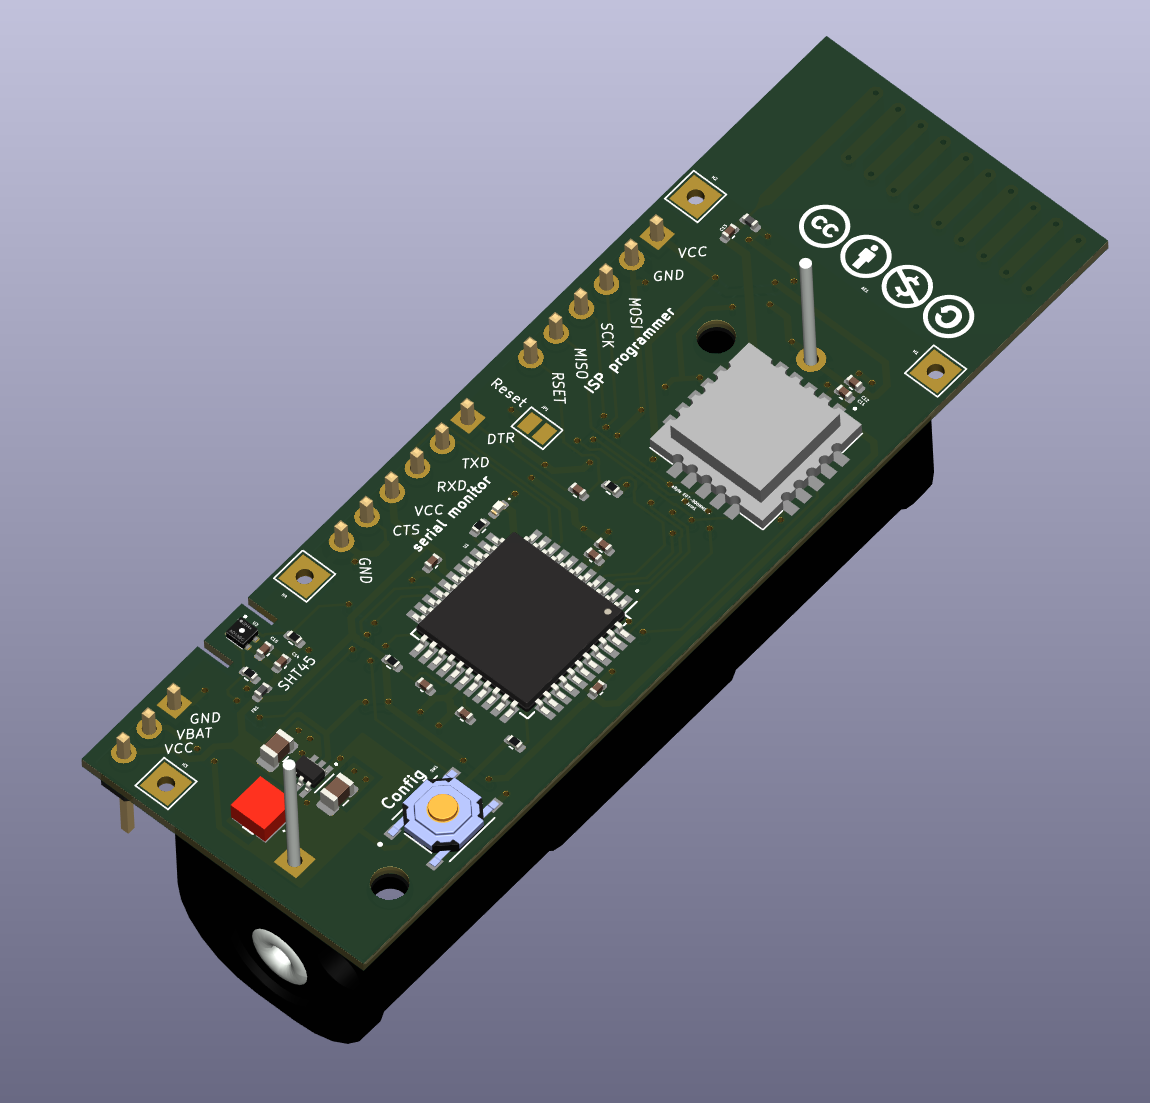 VCC
GND
MOSI
SCK
MISO
RSET
ISP programmer
Reset
DTR
TXD
RXD
VCC
CTS
GND
serial monitor
SHT45
GND
VBAT
VCC
Config
cc
$